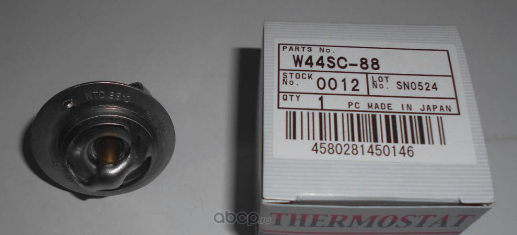 PARTS No.
W44SC-88
STOCK No. 0012 LOT No. SN0524
QTY 1 PC MADE IN JAPAN
4580281450146
THERMOSTAT